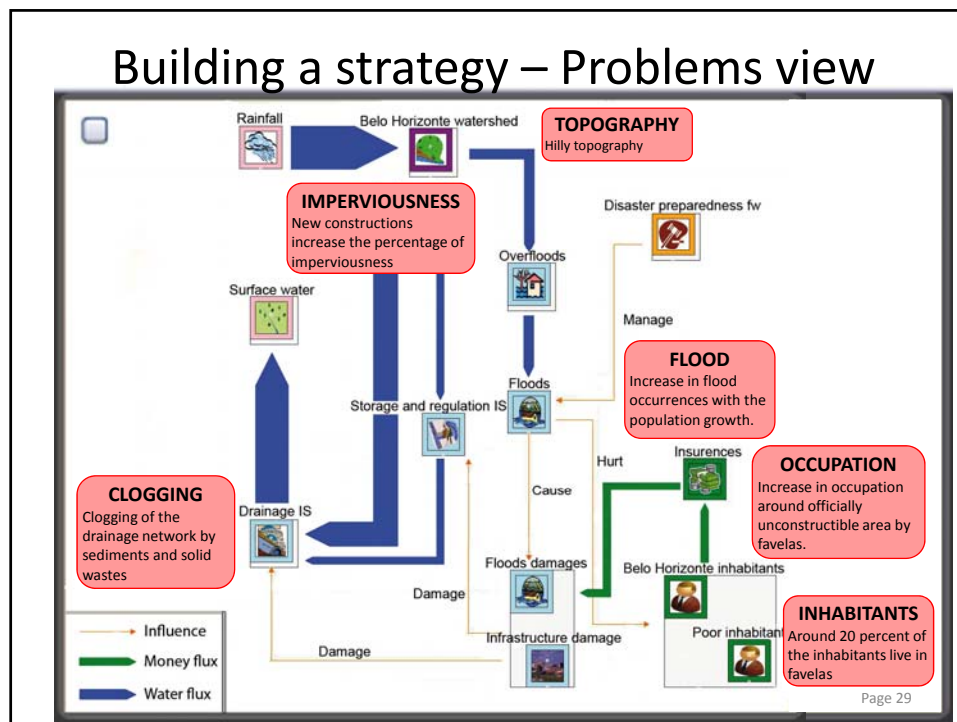 Building a strategy – Problems view
Rainfall
Belo Horizonte watershed
TOPOGRAPHY
Hilly topography
IMPERVIOUSNESS
New constructions
increase the percentage of
imperviousness
Disaster preparedness fw
Overfloods
Surface water
Manage
FLOOD
Increase in flood
occurrences with the
population growth.
Floods
Storage and regulation IS
Hurt
Insurences
OCCUPATION
Increase in occupation
around officially
unconstructible area by
favelas.
CLOGGING
Clogging of the
drainage network by
sediments and solid
wastes
Drainage IS
Cause
Floods damages
Belo Horizonte inhabitants
Damage
INHABITANTS
Around 20 percent of
the inhabitants live in
favelas
Infrastructure damage
Poor inhabitant
Damage
Influence
Money flux
Water flux
Page 29